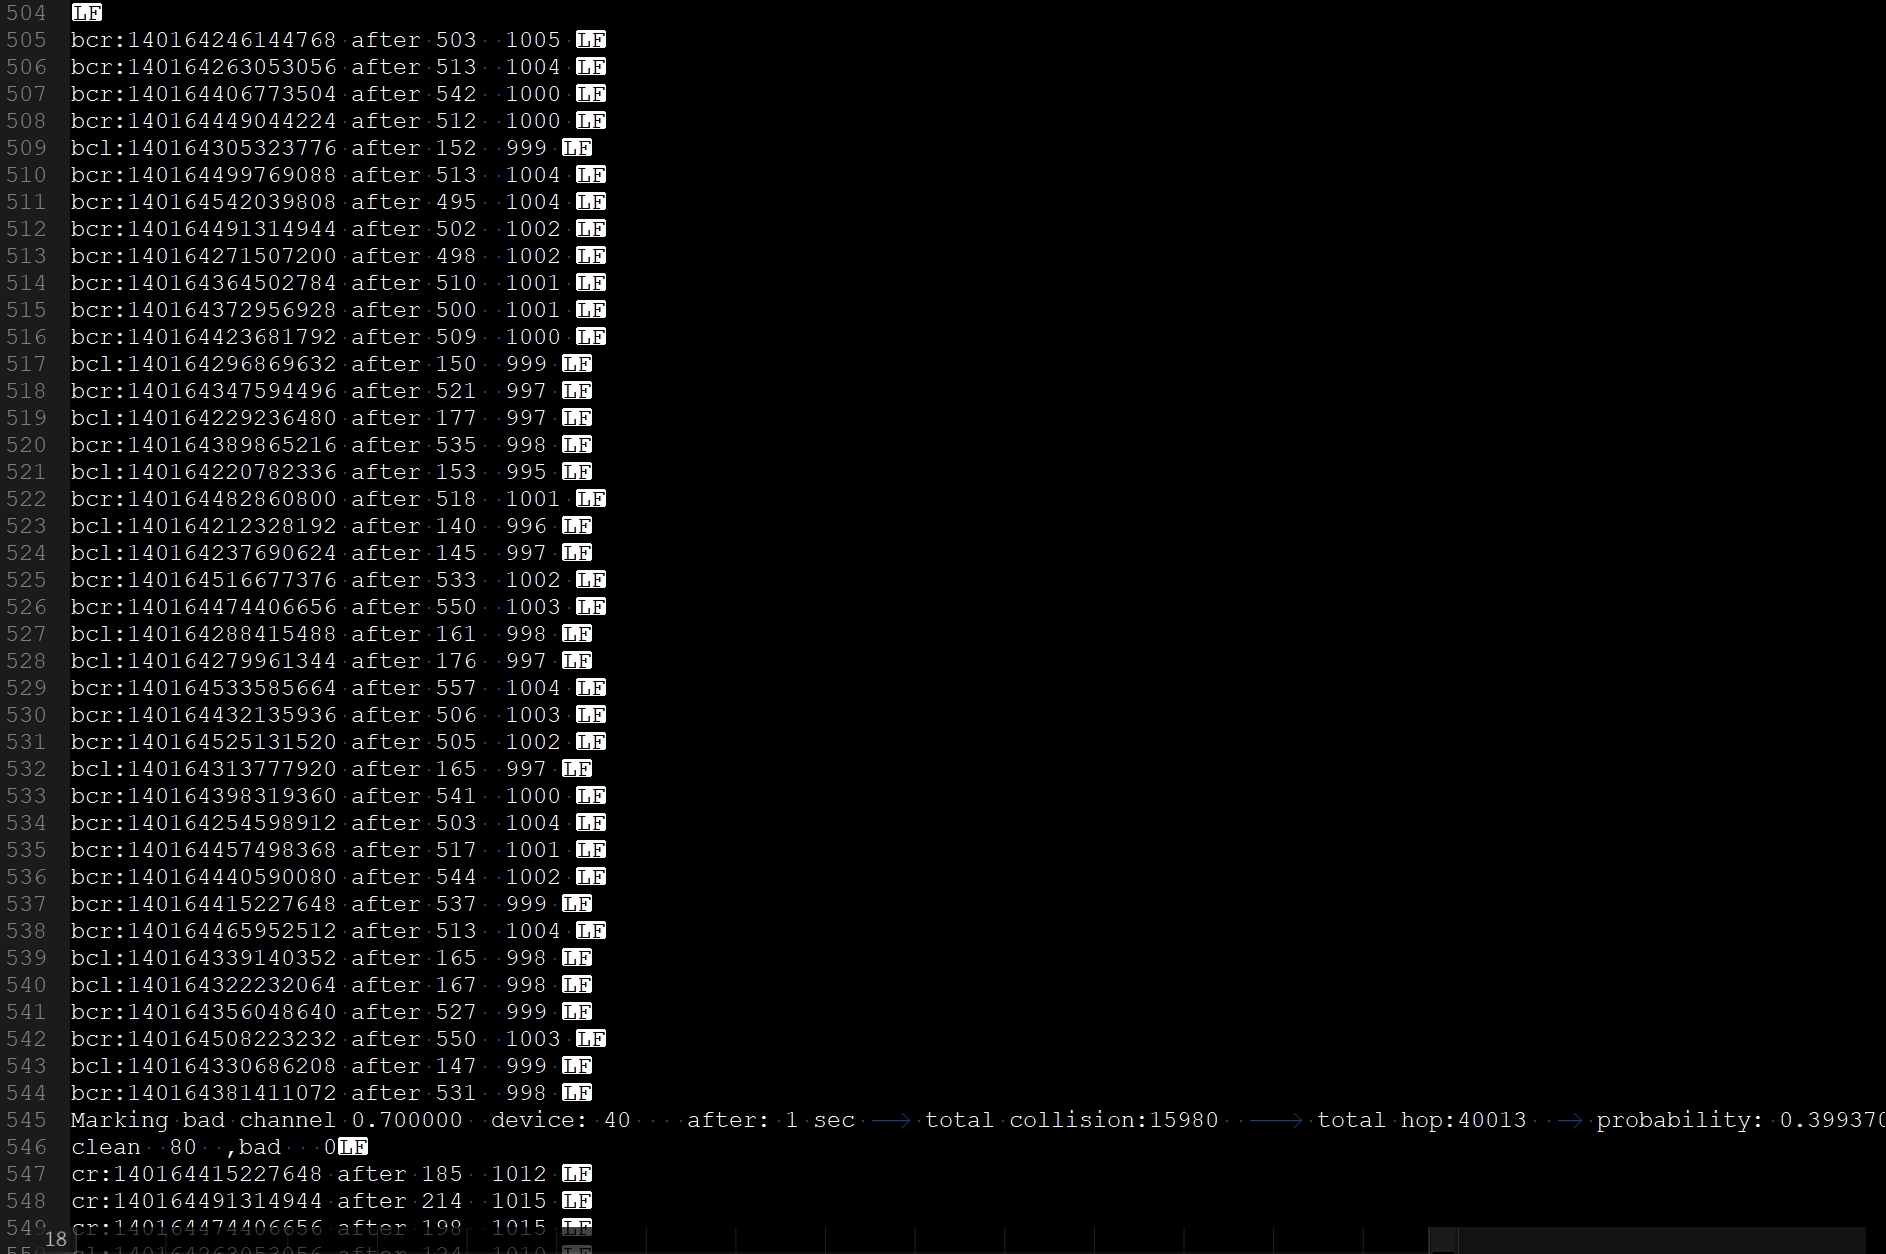 504 LF
505 bcr:140164246144768 after 503  1005 LF
506 bcr:140164263053056 after 513  1004 LF
507 bcr:140164406773504 after 542  1000 LF
508 bcr:140164449044224 after 512  1000 LF
509 bcl:140164305323776 after 152  999 LF
510 bcr:140164499769088 after 513  1004 LF
511 bcr:140164542039808 after 495  1004 LF
512 bcr:140164491314944 after 502  1002 LF
513 bcr:140164271507200 after 498  1002 LF
514 bcr:140164364502784 after 510  1001 LF
515 bcr:140164372956928 after 500  1001 LF
516 bcr:140164423681792 after 509  1000 LF
517 bcl:140164296869632 after 150  999 LF
518 bcr:140164347594496 after 521  997 LF
519 bcl:140164229236480 after 177  997 LF
520 bcr:140164389865216 after 535  998 LF
521 bcl:140164220782336 after 153  995 LF
522 bcr:140164482860800 after 518  1001 LF
523 bcl:140164212328192 after 140  996 LF
524 bcl:140164237690624 after 145  997 LF
525 bcr:140164516677376 after 533  1002 LF
526 bcr:140164474406656 after 550  1003 LF
527 bcl:140164288415488 after 161  998 LF
528 bcl:140164279961344 after 176  997 LF
529 bcr:140164533585664 after 557  1004 LF
530 bcr:140164432135936 after 506  1003 LF
531 bcr:140164525131520 after 505  1002 LF
532 bcl:140164313777920 after 165  997 LF
533 bcr:140164398319360 after 541  1000 LF
534 bcr:140164254598912 after 503  1004 LF
535 bcr:140164457498368 after 517  1001 LF
536 bcr:140164440590080 after 544  1002 LF
537 bcr:140164415227648 after 537  999 LF
538 bcr:140164465952512 after 513  1004 LF
539 bcl:140164339140352 after 165  998 LF
540 bcl:140164322232064 after 167  998 LF
541 bcr:140164356048640 after 527  999 LF
542 bcr:140164508223232 after 550  1003 LF
543 bcl:140164330686208 after 147  999 LF
544 bcr:140164381411072 after 531  998 LF
545 Marking bad channel 0.700000  device: 40    after: 1 sec → total collision:15980  → total hop:40013  → probability: 0.399370
546 clean  80  ,bad   0LF
547 cr:140164415227648 after 185  1012 LF
548 cr:140164491314944 after 214  1015 LF
549 cr:140164474406656 after 198  1015 LF
18
550 cl:140164263053056 after 124  1010 LF